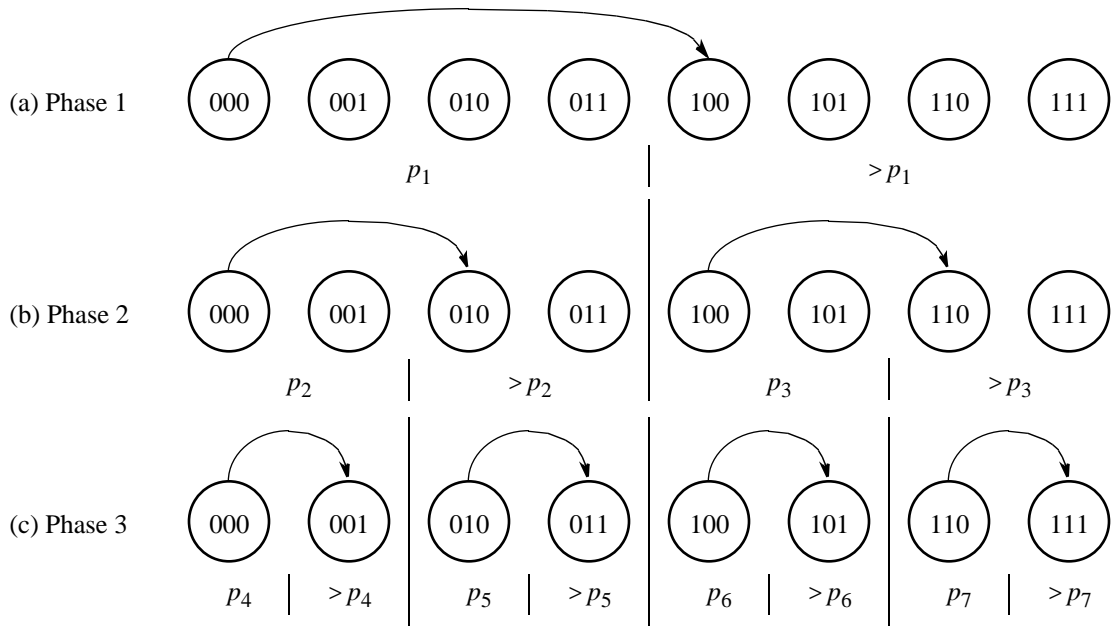 (a) Phase 1 000 001 010 011 100 101 110 111
p1 > p1
(b) Phase 2 000 001 010 011 100 101 110 111
p2 > p2 p3 > p3
(c) Phase 3 000 001 010 011 100 101 110 111
p4 > p4 p5 > p5 p6 > p6 p7 > p7